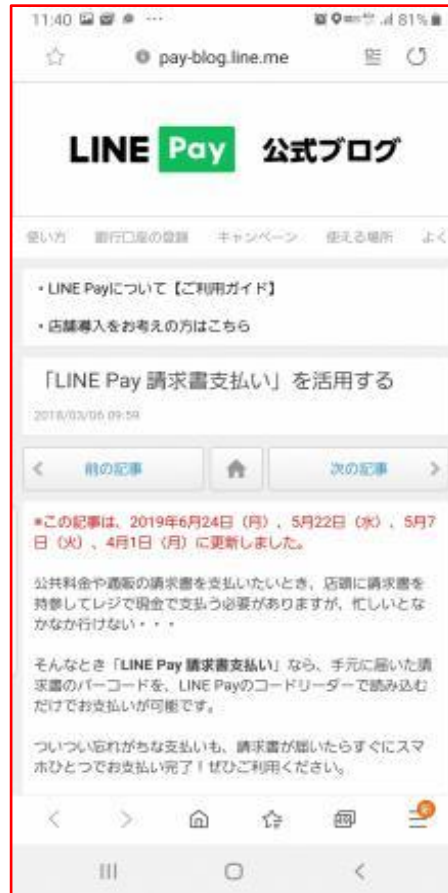 11:40
81%
pay-blog.line.me
LINE Pay 公式ブログ
使い方 銀行口座の登録 キャンペーン 使える場所 よく
・LINE Payについて【ご利用ガイド】
・店舗導入をお考えの方はこちら
「LINE Pay 請求書支払い」を活用する
2018/03/06 09:59
前の記事 次の記事
※この記事は、2019年6月24日（月）、5月22日（水）、5月7
日（火）、4月1日（月）に更新しました。
公共料金や通販の請求書を支払いたいとき、店頭に請求書を
持参してレジで現金で支払う必要がありますが、忙しいとな
かなか行けない・・・
そんなとき「LINE Pay 請求書支払い」なら、手元に届いた請
求書のバーコードを、LINE Payのコードリーダーで読み込む
だけでお支払いが可能です。
ついつい忘れがちな支払いも、請求書が届いたらすぐにスマ
ホひとつでお支払い完了！ぜひご利用ください。